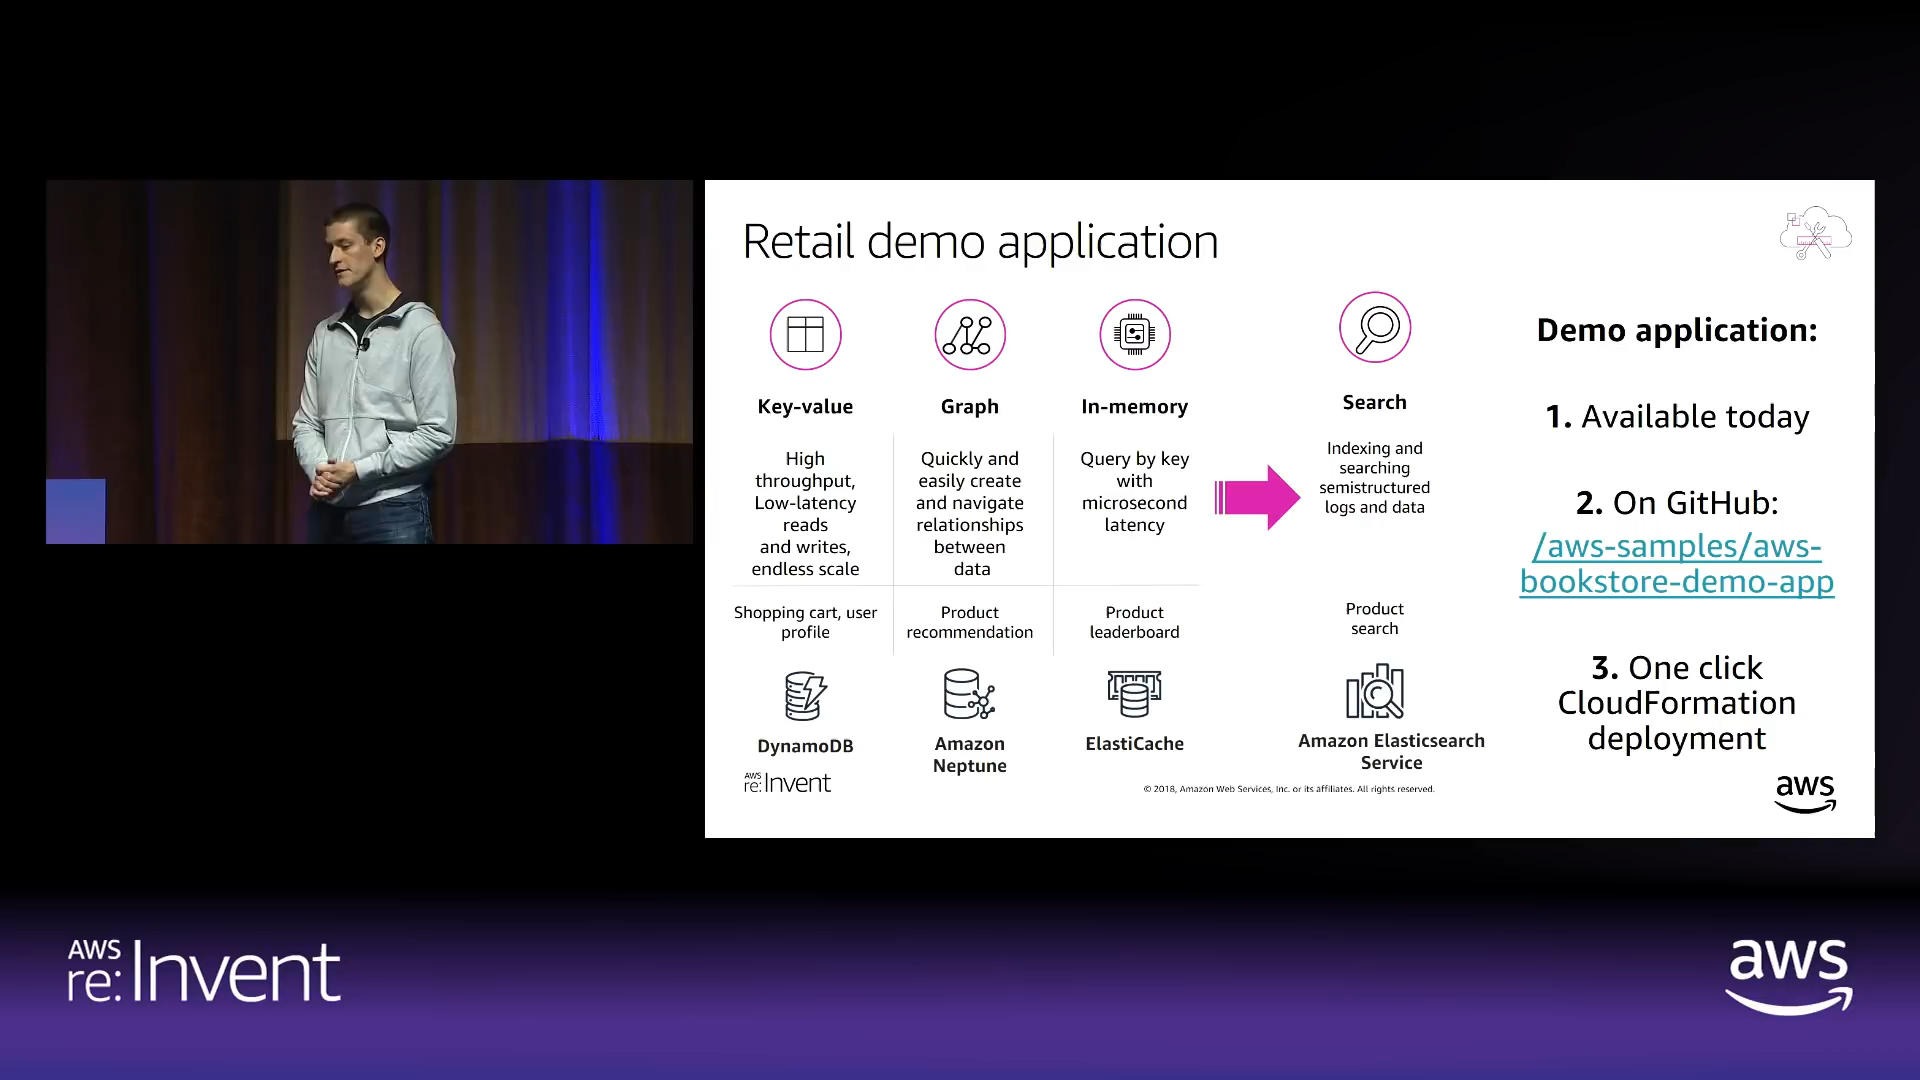 Retail demo application
Key-value
High
throughput,
Low-latency
reads
and writes,
endless scale
Shopping cart, user
profile
DynamoDB
Graph
Quickly and
easily create
and navigate
relationships
between
data
Product
recommendation
Amazon
Neptune
In-memory
Query by key
with
microsecond
latency
Product
leaderboard
ElastiCache
Search
Indexing and
searching
semistructured
logs and data
Product
search
Amazon Elasticsearch
Service
Demo application:
1. Available today
2. On GitHub:
/aws-samples/aws-
bookstore-demo-app
3. One click
CloudFormation
deployment
AWS
re:Invent
© 2018, Amazon Web Services, Inc. or its affiliates. All rights reserved.
aws
AWS
re:Invent
aws